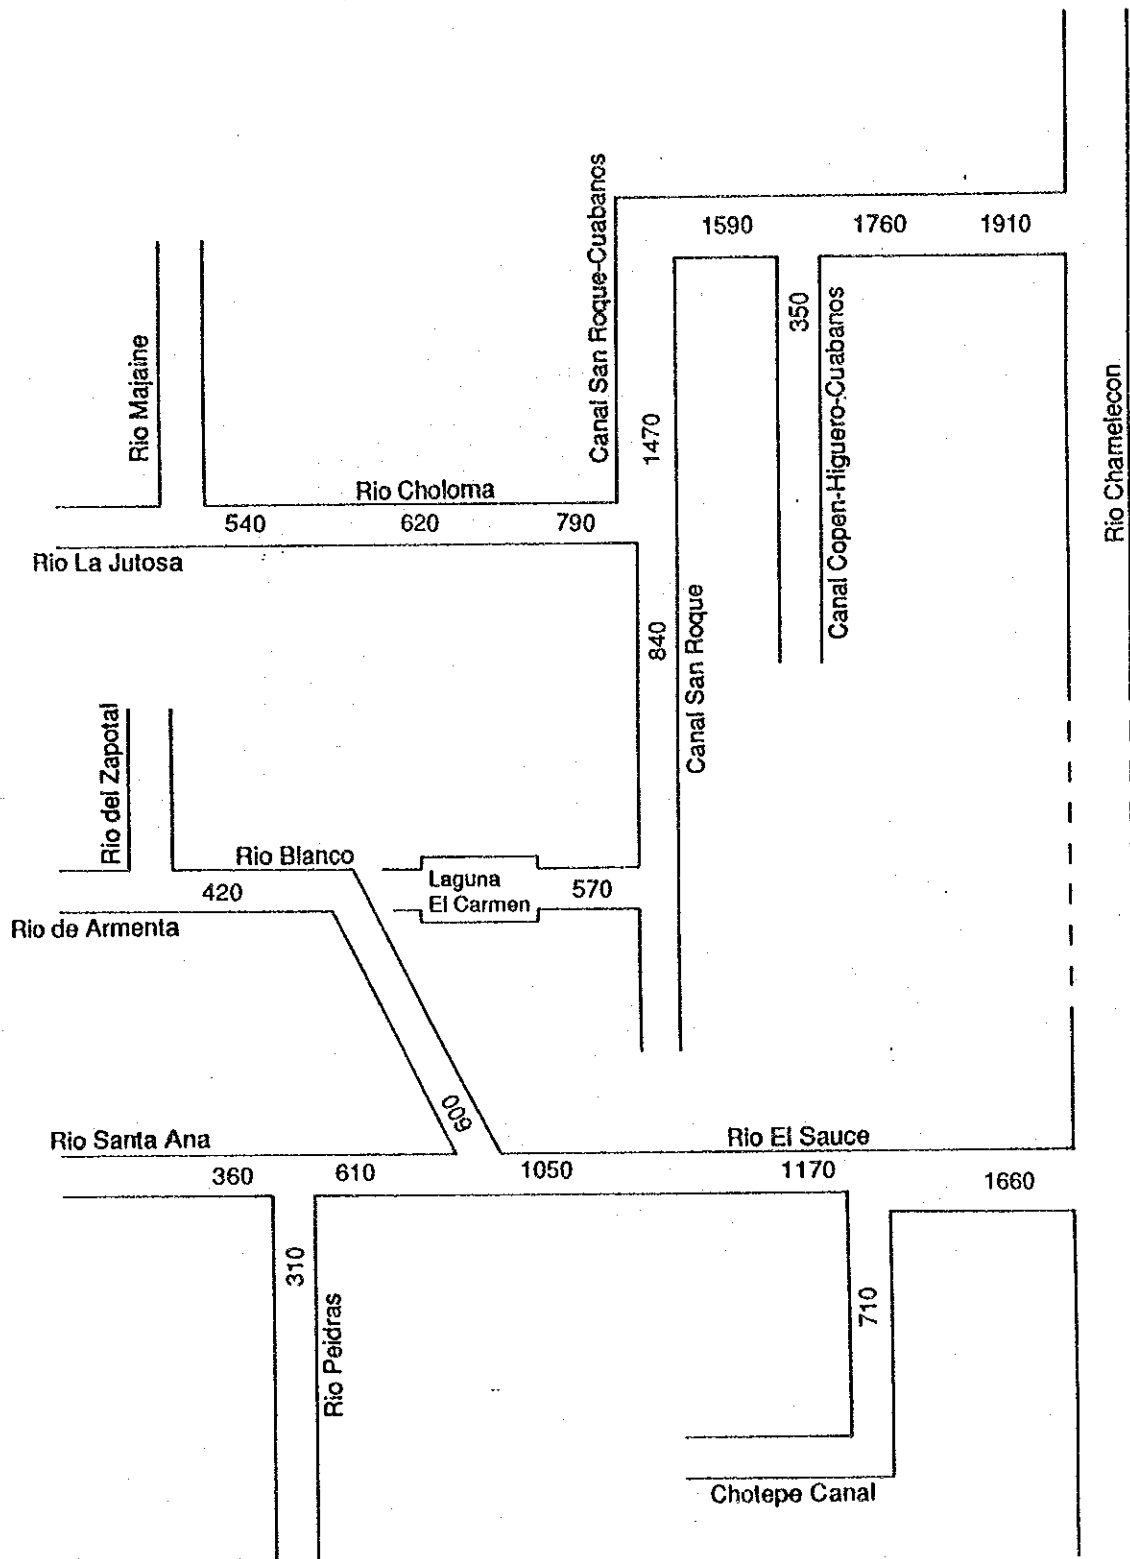 Canal San Roque-Cuabanos
1590
1760
1910
350
Rio Majaine
Canal Copen-Higuero-Cuabanos
Rio Chamelecon
1470
Rio Choloma
540
620
790
Rio La Jutosa
840
Canal San Roque
Rio del Zapotal
Rio Blanco
Laguna
El Carmen
420
570
Rio de Armenta
600
Rio Santa Ana
Rio El Sauce
360
610
1050
1170
1660
310
Rio Peidras
710
Chotepe Canal